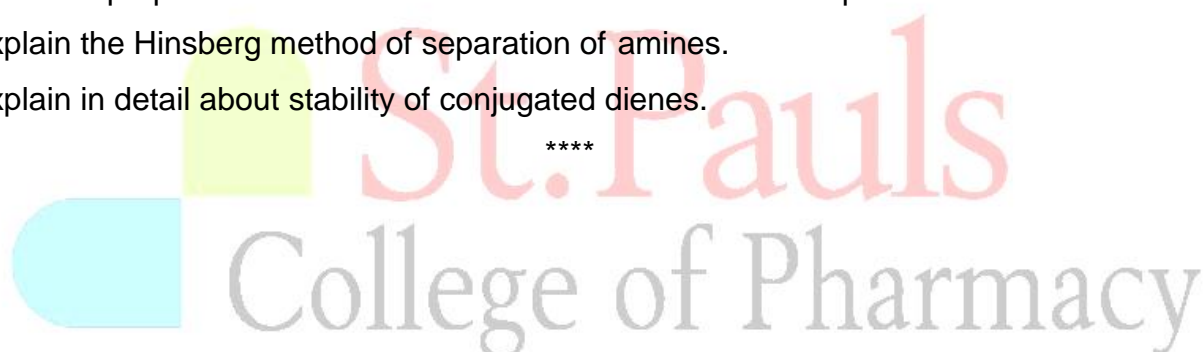 xplain the Hinsberg method of separation of amines.
xplain in detail about stability of conjugated dienes.
****
St.Pauls
College of Pharmacy